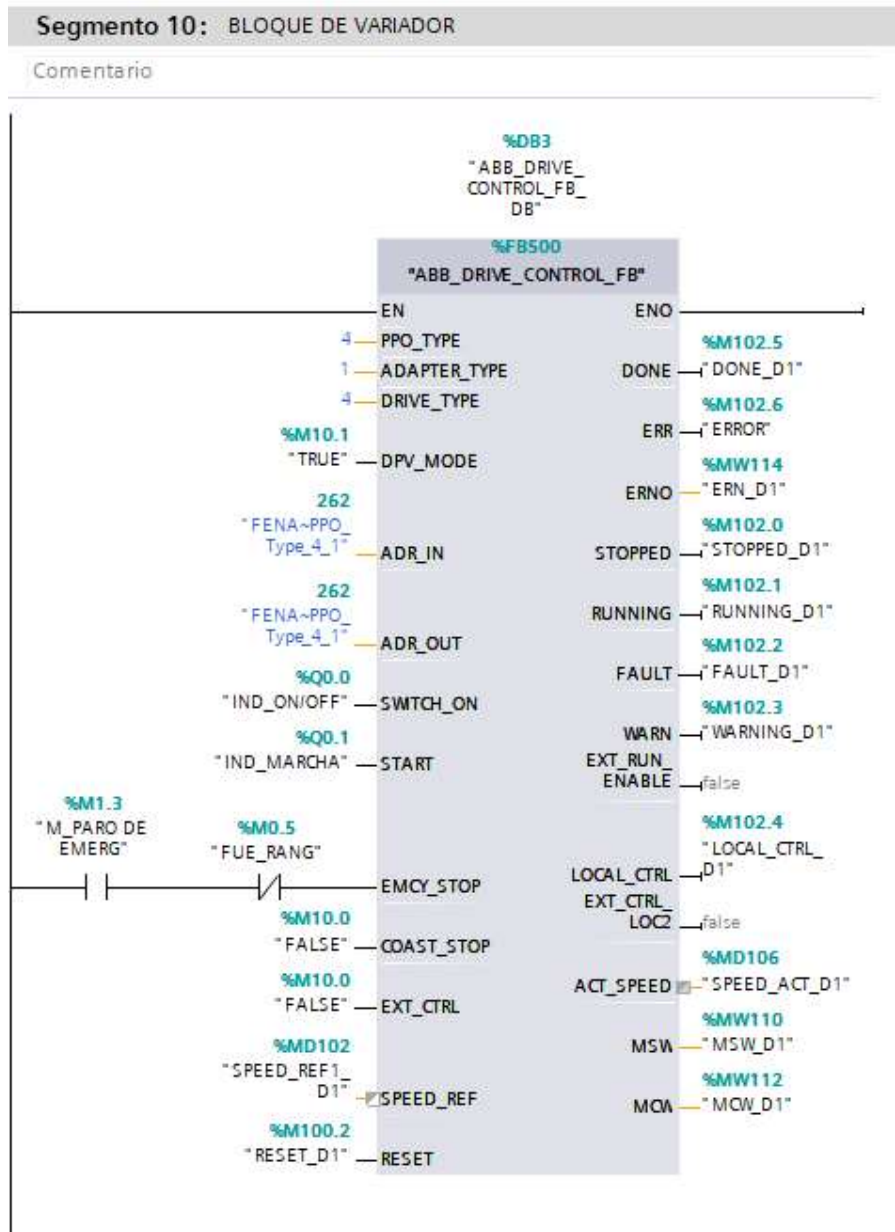 Segmento 10: BLOQUE DE VARIADOR
Comentario
%DB3
"ABB_DRIVE_
CONTROL_FB_
DB"
%FB500
"ABB_DRIVE_CONTROL_FB"
EN ENO
4 PPO_TYPE
%M102.5
1 ADAPTER_TYPE DONE "DONE_D1"
4 DRIVE_TYPE
%M102.6
ERR "ERROR"
%M10.1
"TRUE" DPV_MODE
%MW114
ERNO "ERN_D1"
262
"FENA~PPO_
Type_4_1" ADR_IN
%M102.0
STOPPED "STOPPED_D1"
262
"FENA~PPO_
Type_4_1" ADR_OUT
%M102.1
RUNNING "RUNNING_D1"
%M102.2
FAULT "FAULT_D1"
%Q0.0
"IND_ON/OFF" SWITCH_ON
%M102.3
WARN "WARNING_D1"
%Q0.1
"IND_MARCHA" START
EXT_RUN_
ENABLE false
%M1.3
"M_PARO DE
EMERG"
%M0.5
"FUE_RANG"
EMCY_STOP
%M102.4
"LOCAL_CTRL_
D1"
LOCAL_CTRL
EXT_CTRL_
LOC2 false
%M10.0
"FALSE" COAST_STOP
%MD106
ACT_SPEED "SPEED_ACT_D1"
%M10.0
"FALSE" EXT_CTRL
%MW110
MSW "MSW_D1"
%MD102
"SPEED_REF1_
D1" SPEED_REF
%MW112
MCW "MCW_D1"
%M100.2
"RESET_D1" RESET